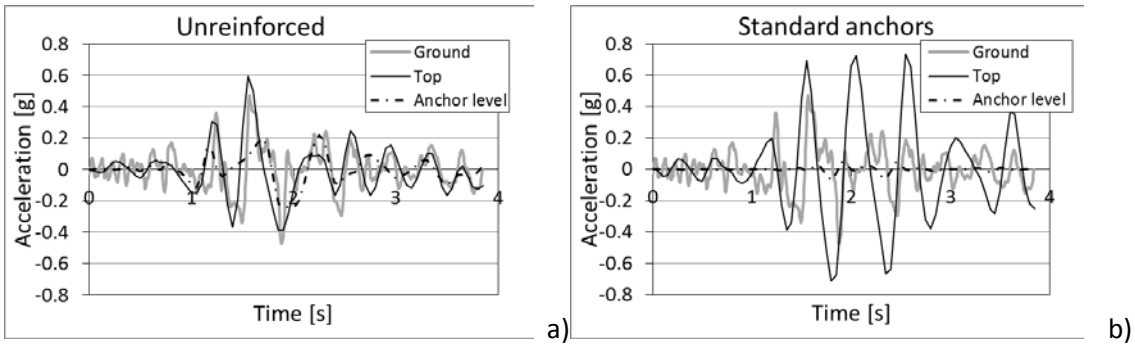 Unreinforced
Acceleration [g]
0.8
0.6
0.4
0.2
0
-0.2
-0.4
-0.6
-0.8
0 1 2 3 4
Ground
Top
Anchor level
Time [s]
a)
Standard anchors
Acceleration [g]
0.8
0.6
0.4
0.2
0
-0.2
-0.4
-0.6
-0.8
0 1 2 3 4
Ground
Top
Anchor level
Time [s]
b)